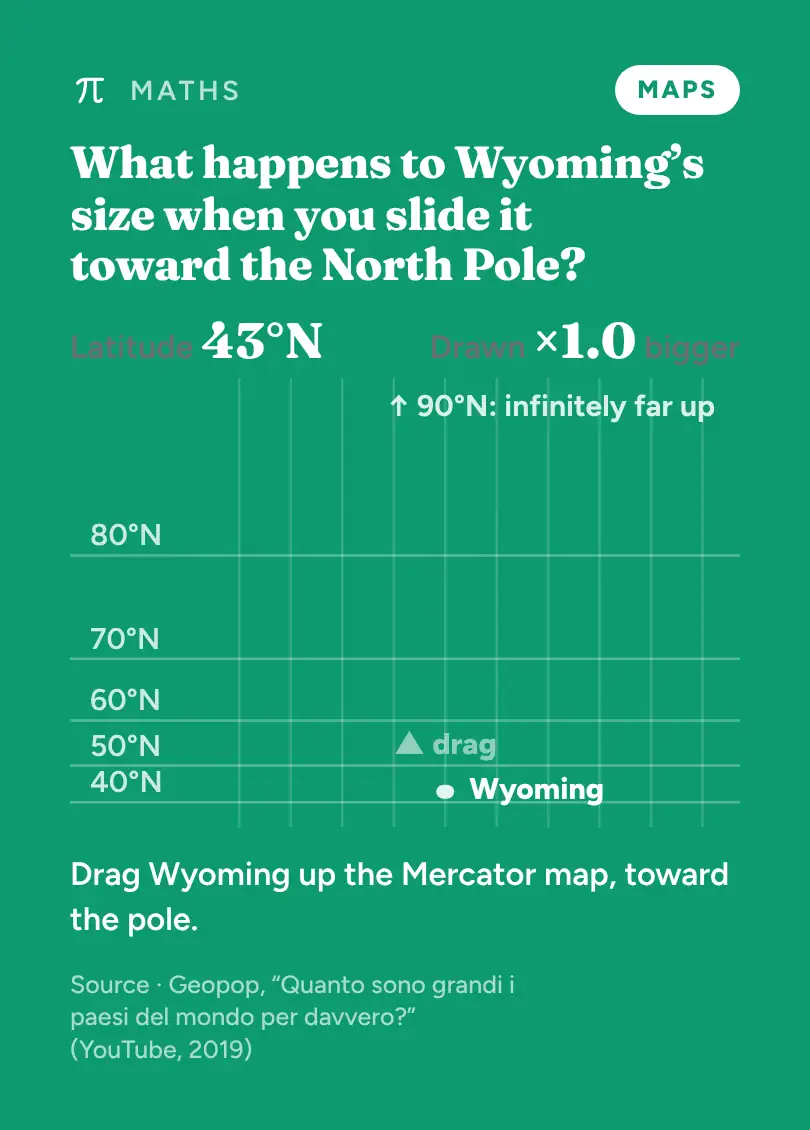 π MATHS
MAPS
What happens to Wyoming’s
size when you slide it
toward the North Pole?
Latitude 43°N
Drawn ×1.0 bigger
↑ 90°N: infinitely far up
80°N
70°N
60°N
50°N
▲ drag
40°N
Wyoming
Drag Wyoming up the Mercator map, toward
the pole.
Source · Geopop, “Quanto sono grandi i
paesi del mondo per davvero?”
(YouTube, 2019)